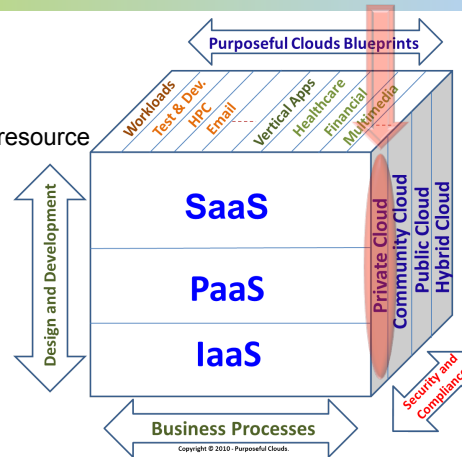 Purposeful Clouds Blueprints
Workloads
Test & Dev.
HPC
Email
Vertical Apps
Healthcare
Financial
Multimedia
resource
SaaS
PaaS
IaaS
Private Cloud
Community Cloud
Public Cloud
Hybrid Cloud
Design and Development
Security and
Compliance
Business Processes
Copyright © 2010 - Purposeful Clouds.